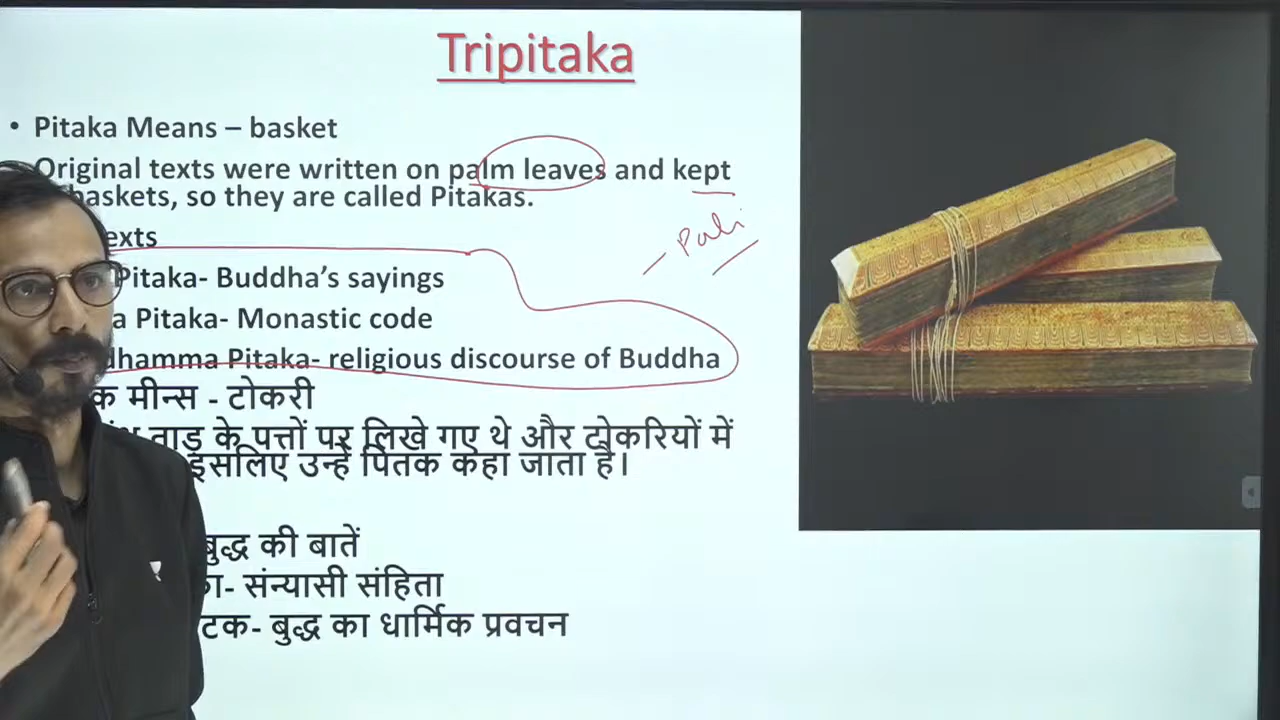 Tripitaka
• Pitaka Means – basket
Original texts were written on palm leaves and kept
baskets, so they are called Pitakas.
exts
Pitaka- Buddha's sayings
a Pitaka- Monastic code
dhamma Pitaka- religious discourse of Buddha
– Pali
क मीन्स - टोकरी
ताड़ के पत्तों पर लिखे गए थे और टोकरियों में
इसलिए उन्हें पितक कहा जाता है।
बुद्ध की बातें
का- संन्यासी संहिता
टक- बुद्ध का धार्मिक प्रवचन